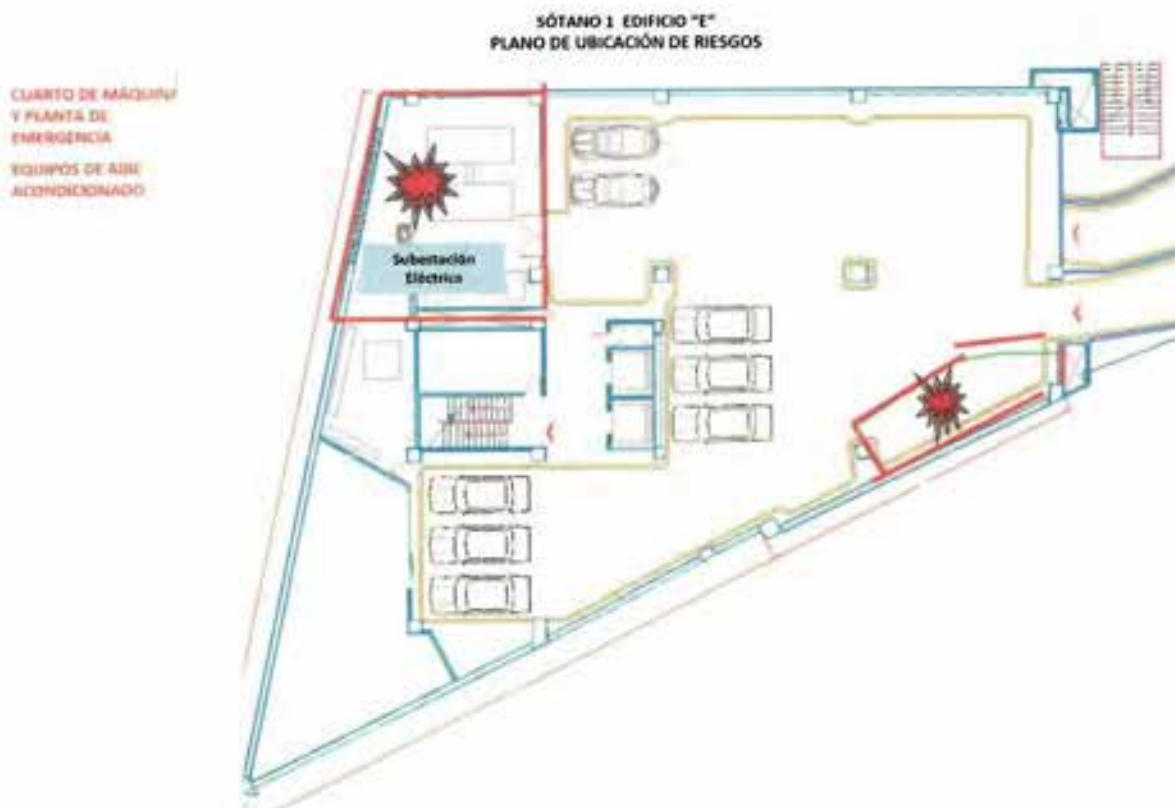 SÓTANO 1 EDIFICIO "E"
PLANO DE UBICACIÓN DE RIESGOS
CUARTO DE MÁQUINA
Y PLANTA DE
EMERGENCIA
EQUIPOS DE AIRE
ACONDICIONADO
Subestación
Eléctrica